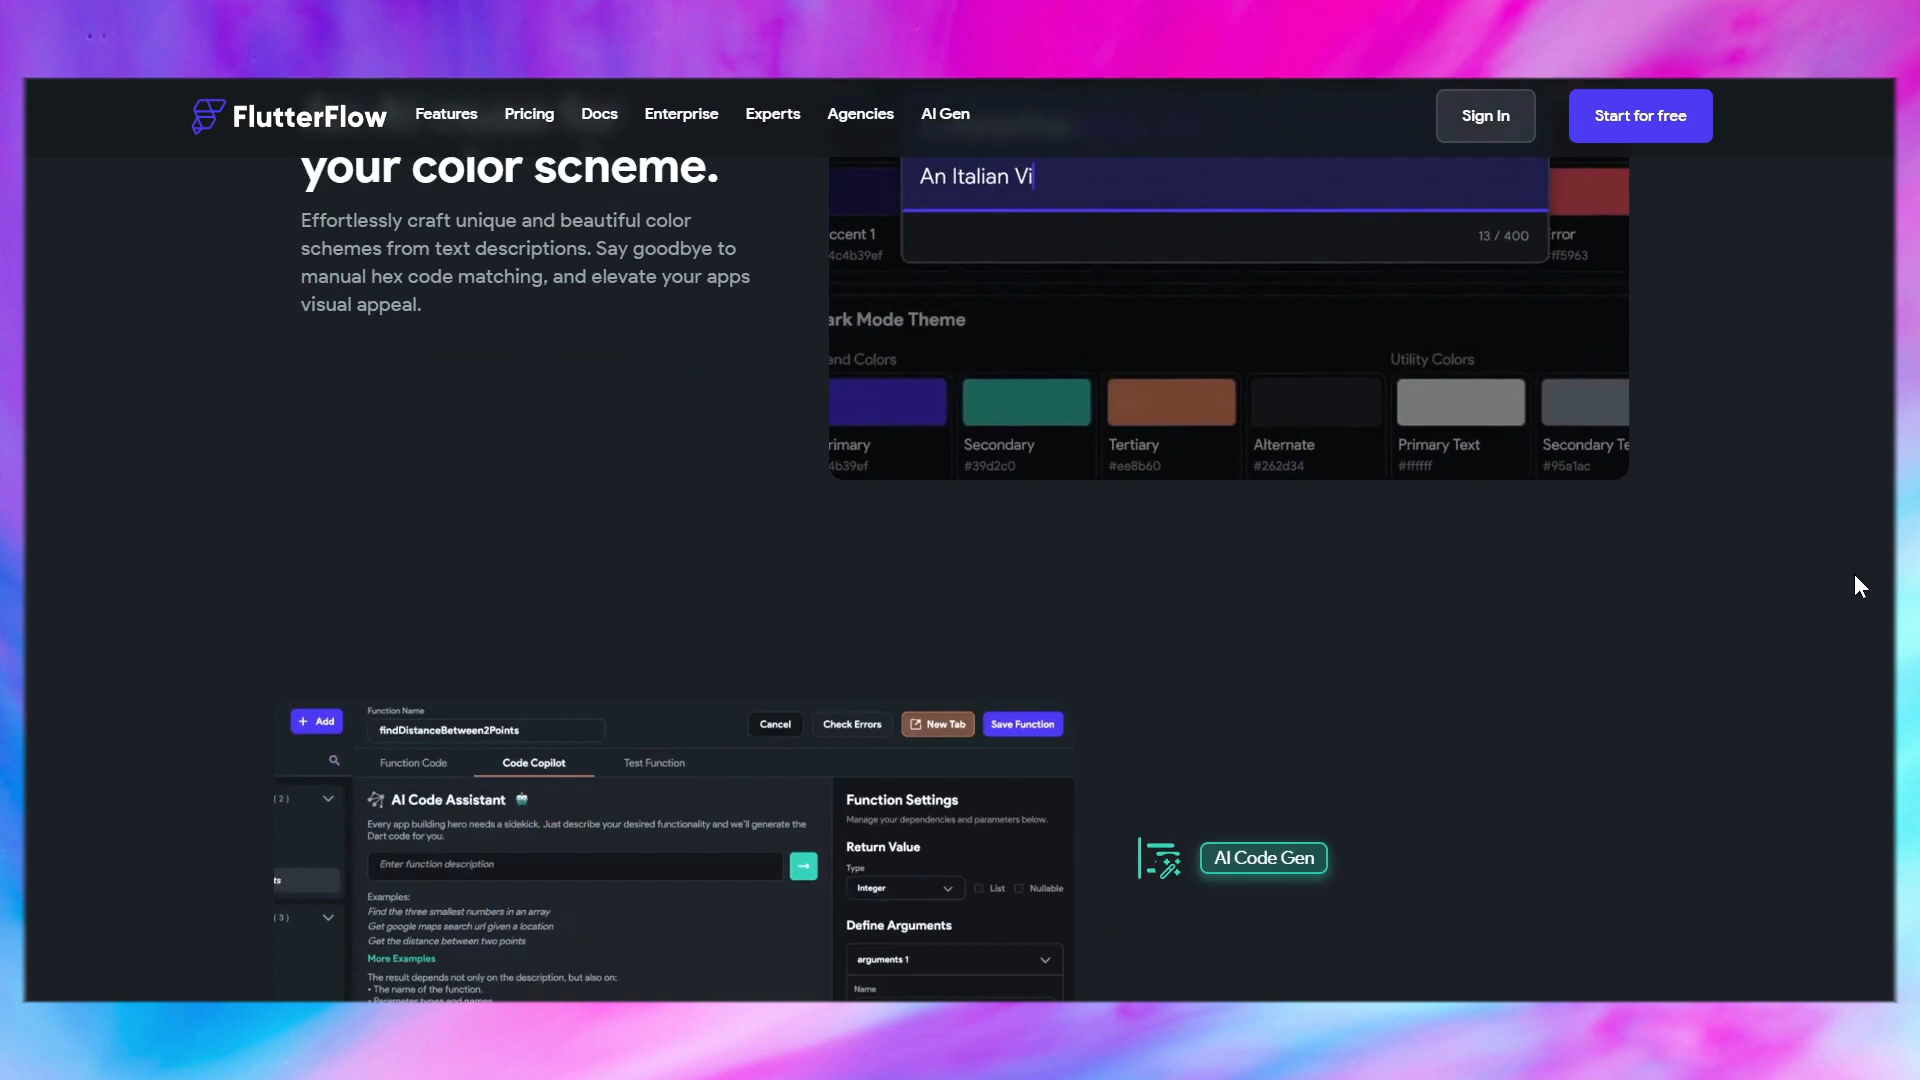 FlutterFlow
Features
Pricing
Docs
Enterprise
Experts
Agencies
AI Gen
Sign In
Start for free
your color scheme.
Effortlessly craft unique and beautiful color
schemes from text descriptions. Say goodbye to
manual hex code matching, and elevate your apps
visual appeal.
An Italian Vi
13 / 400
ccent 1
4c4b39ef
rror
ff5963
ark Mode Theme
and Colors
Utility Colors
rimary
4b39ef
Secondary
#39d2c0
Tertiary
#ee8b60
Alternate
#262d34
Primary Text
#ffffff
Secondary Te
#95a1ac
+ Add
Function Name
findDistanceBetween2Points
Cancel
Check Errors
New Tab
Save Function
Function Code
Code Copilot
Test Function
(2)
ts
(3)
AI Code Assistant
Every app building hero needs a sidekick. Just describe your desired functionality and we'll generate the
Dart code for you.
Enter function description
Examples:
Find the three smallest numbers in an array
Get google maps search url given a location
Get the distance between two points
More Examples
The result depends not only on the description, but also on:
• The name of the function.
• Parameter types and names.
Function Settings
Manage your dependencies and parameters below.
Return Value
Type
Integer
List
Nullable
Define Arguments
arguments 1
Name
AI Code Gen